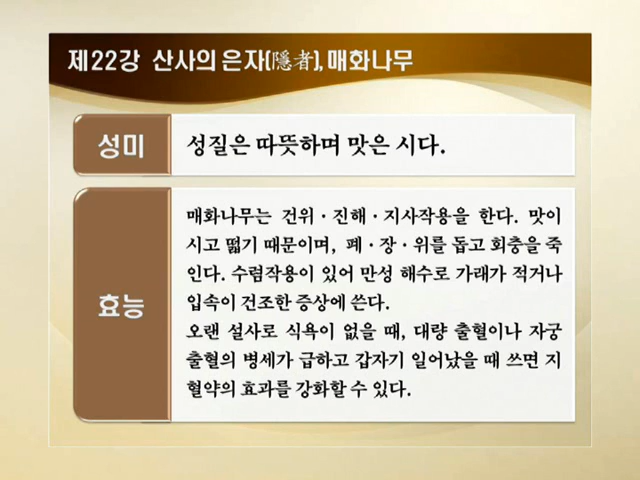 제22강 산사의 은자(隱者), 매화나무
성미
성질은 따뜻하며 맛은 시다.
효능
매화나무는 건위·진해·지사작용을 한다. 맛이
시고 떫기 때문이며, 폐·장·위를 돕고 회충을 죽
인다. 수렴작용이 있어 만성 해수로 가래가 적거나
입속이 건조한 증상에 쓴다.
오랜 설사로 식욕이 없을 때, 대량 출혈이나 자궁
출혈의 병세가 급하고 갑자기 일어났을 때 쓰면 지
혈약의 효과를 강화할 수 있다.